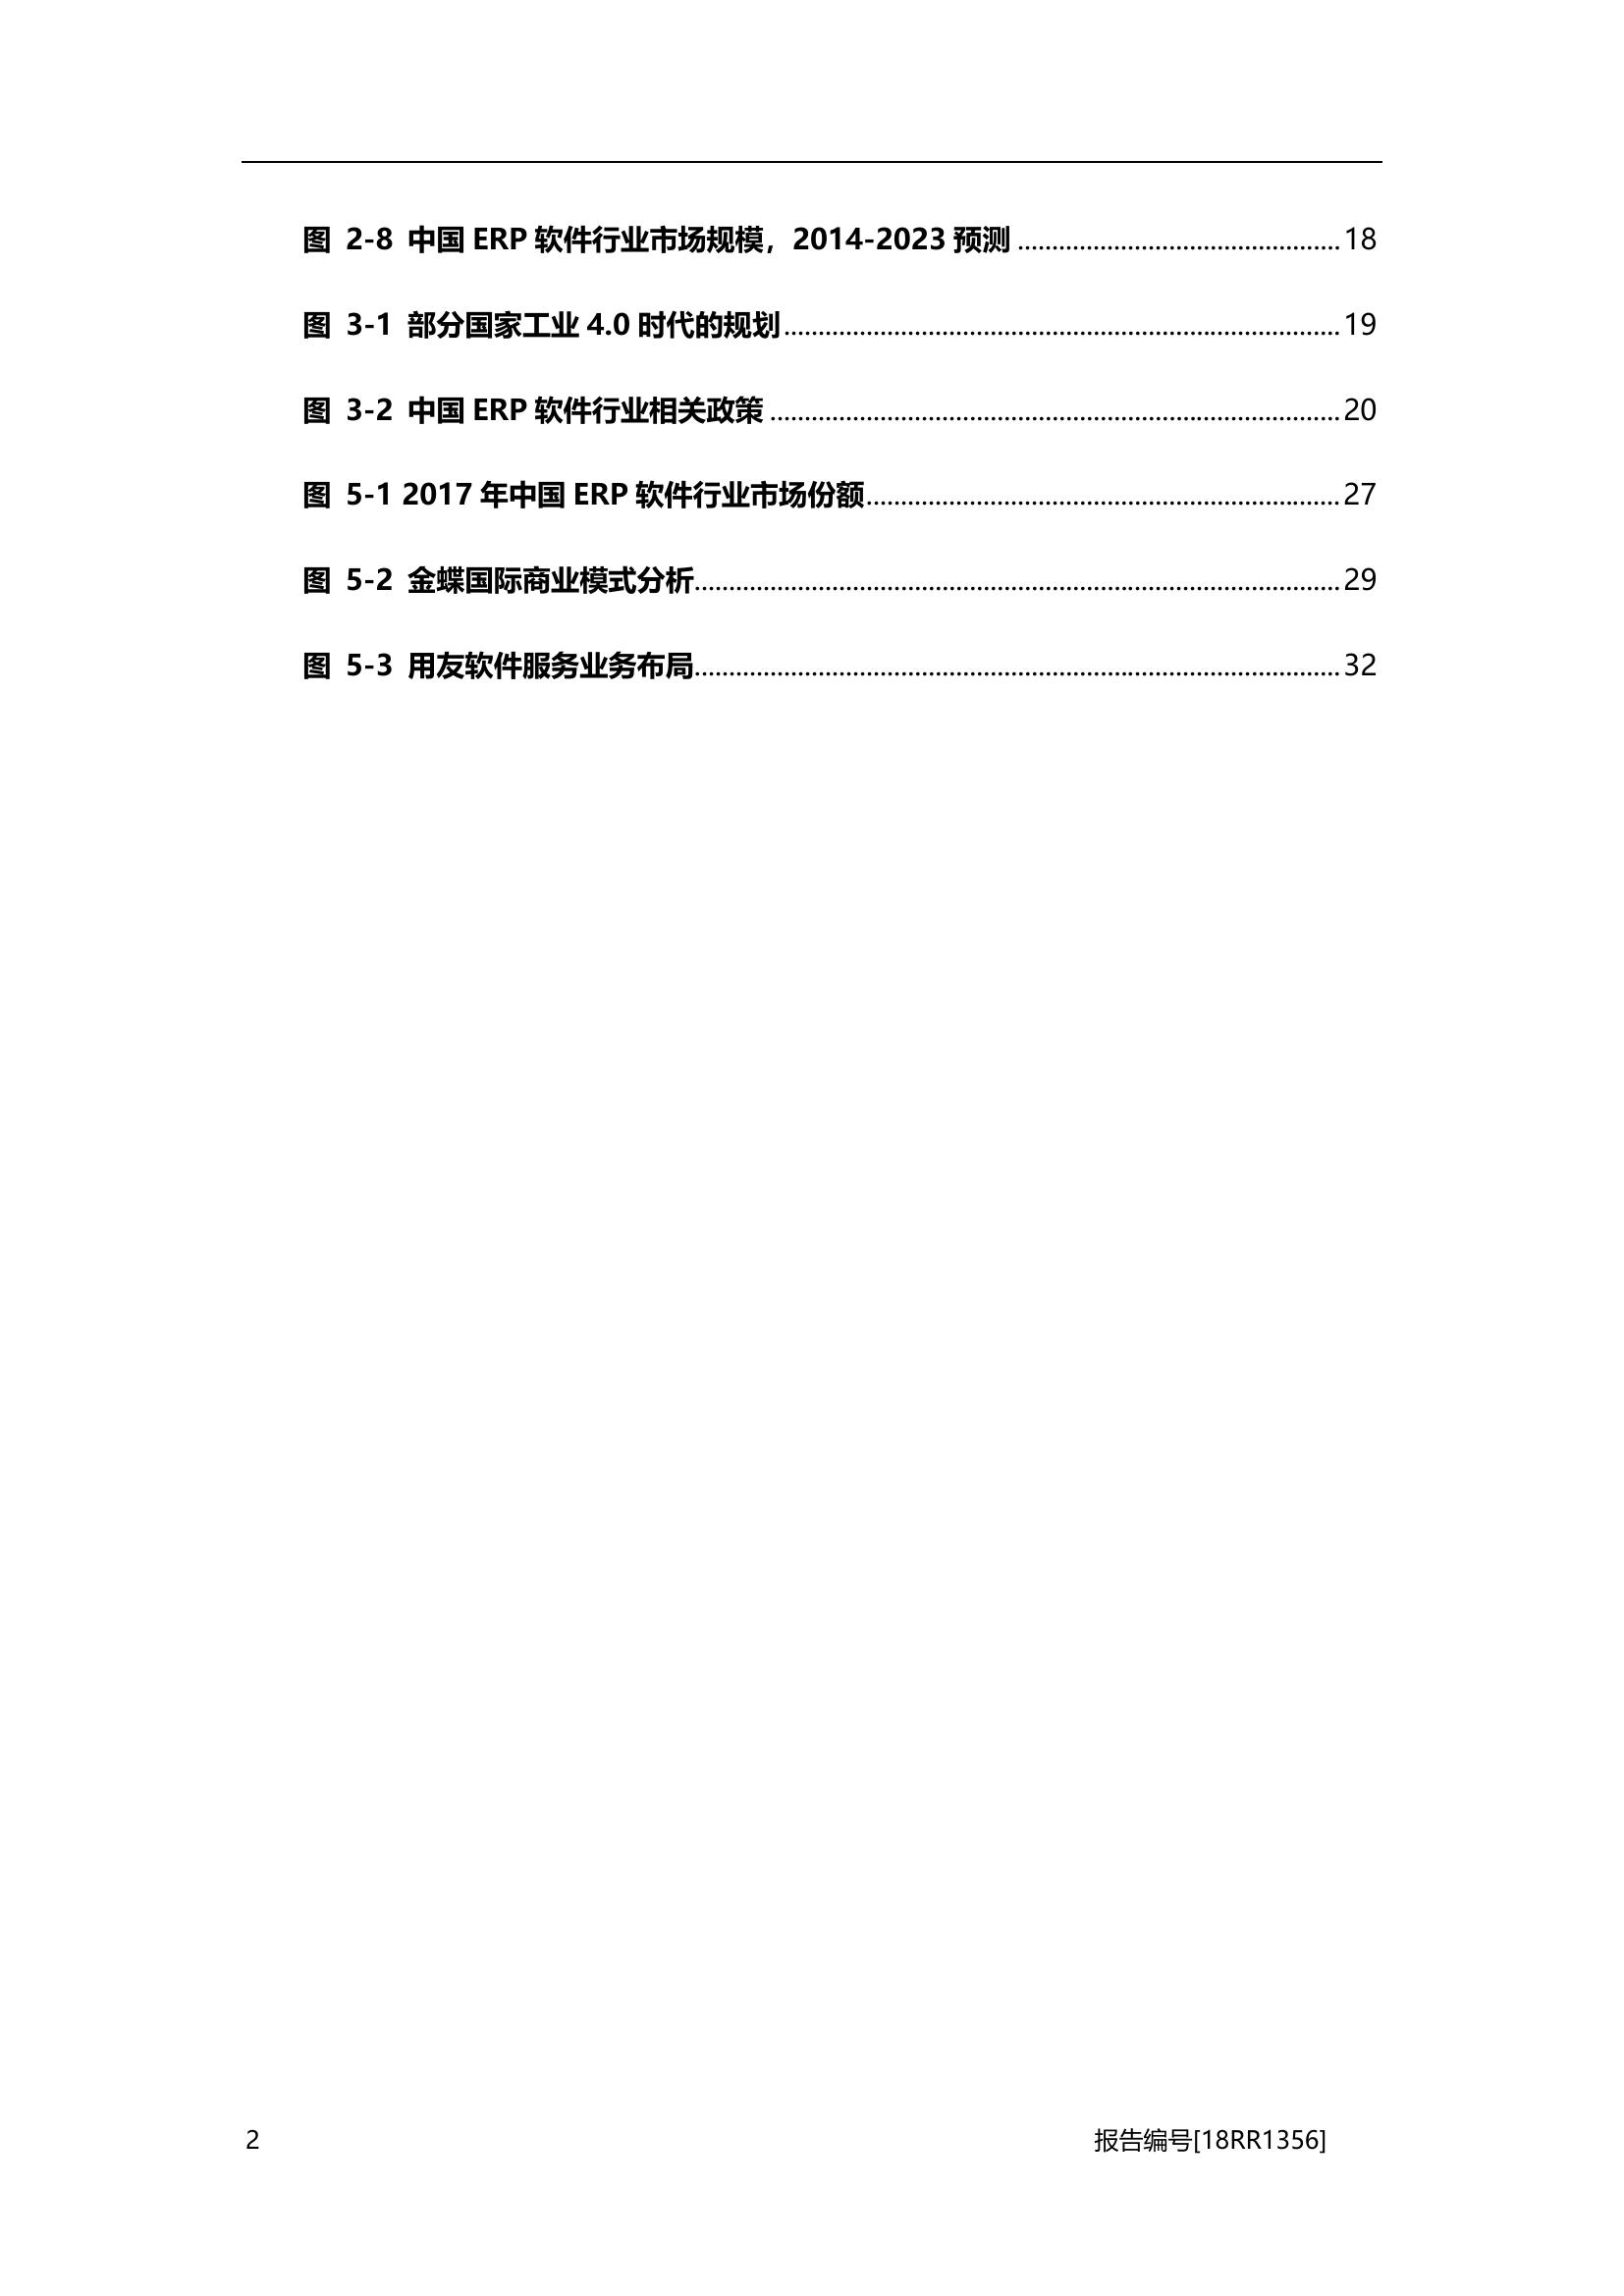 图 2-8 中国 ERP 软件行业市场规模，2014-2023 预测 ............................................... 18
图 3-1 部分国家工业 4.0 时代的规划 ................................................................................. 19
图 3-2 中国 ERP 软件行业相关政策 ................................................................................... 20
图 5-1 2017 年中国 ERP 软件行业市场份额 ..................................................................... 27
图 5-2 金蝶国际商业模式分析 .............................................................................................. 29
图 5-3 用友软件服务业务布局 .............................................................................................. 32
2 报告编号[18RR1356]